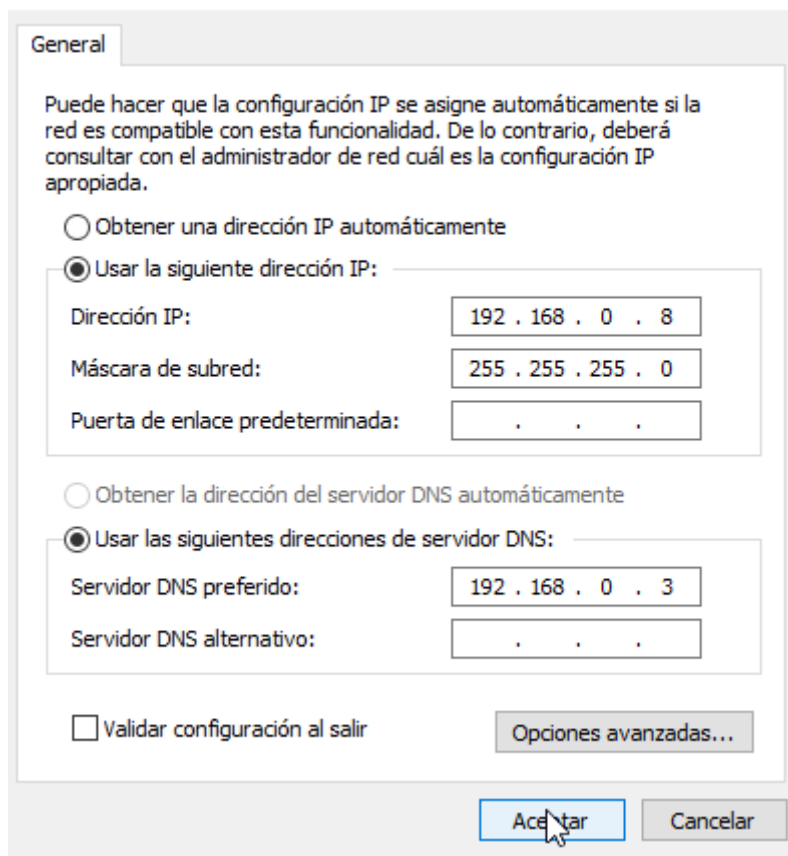 General
Puede hacer que la configuración IP se asigne automáticamente si la
red es compatible con esta funcionalidad. De lo contrario, deberá
consultar con el administrador de red cuál es la configuración IP
apropiada.
Obtener una dirección IP automáticamente
Usar la siguiente dirección IP:
Dirección IP: 192 . 168 . 0 . 8
Máscara de subred: 255 . 255 . 255 . 0
Puerta de enlace predeterminada: . . .
Obtener la dirección del servidor DNS automáticamente
Usar las siguientes direcciones de servidor DNS:
Servidor DNS preferido: 192 . 168 . 0 . 3
Servidor DNS alternativo: . . .
Validar configuración al salir
Opciones avanzadas...
Aceptar Cancelar